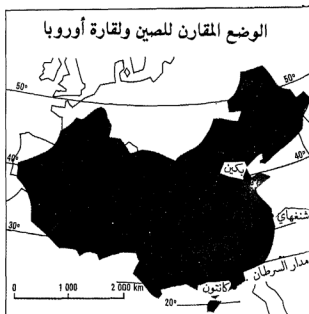 الوضع المقارن للصين ولقارة أوروبا
50°
50°
40°
بكين
40°
شنغهاي
30°
مدار السرطان
0 1 000 2 000 km
كانتون
20°